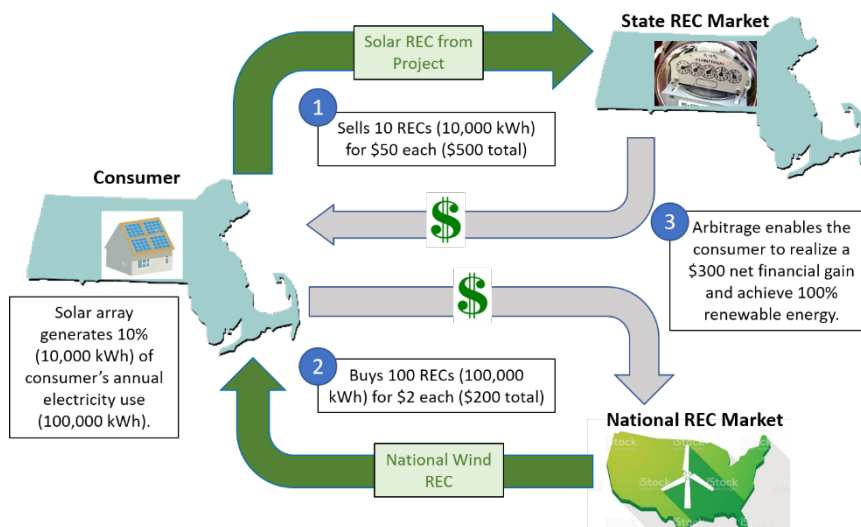 State REC Market
Solar REC from
Project
1
Sells 10 RECs (10,000 kWh)
for $50 each ($500 total)
Consumer
$
3
Arbitrage enables the
consumer to realize a
$300 net financial gain
and achieve 100%
renewable energy.
$
Solar array
generates 10%
(10,000 kWh) of
consumer's annual
electricity use
(100,000 kWh).
2
Buys 100 RECs (100,000
kWh) for $2 each ($200 total)
National REC Market
National Wind
REC
iStock
iStock
iStock
iStock